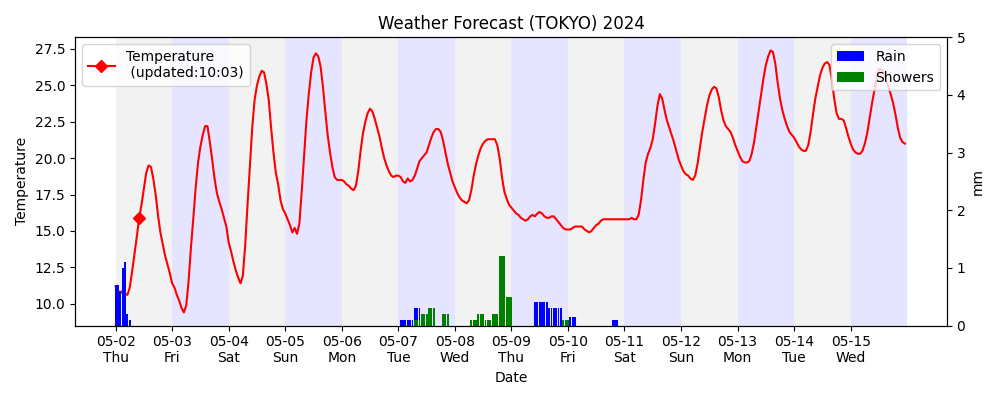 Weather Forecast (TOKYO) 2024
Temperature
(updated:10:03)
Rain
Showers
27.5
25.0
22.5
20.0
17.5
15.0
12.5
10.0
Temperature
5
4
3
2
1
0
mm
05-02 05-03 05-04 05-05 05-06 05-07 05-08 05-09 05-10 05-11 05-12 05-13 05-14 05-15
Thu Fri Sat Sun Mon Tue Wed Thu Fri Sat Sun Mon Tue Wed
Date